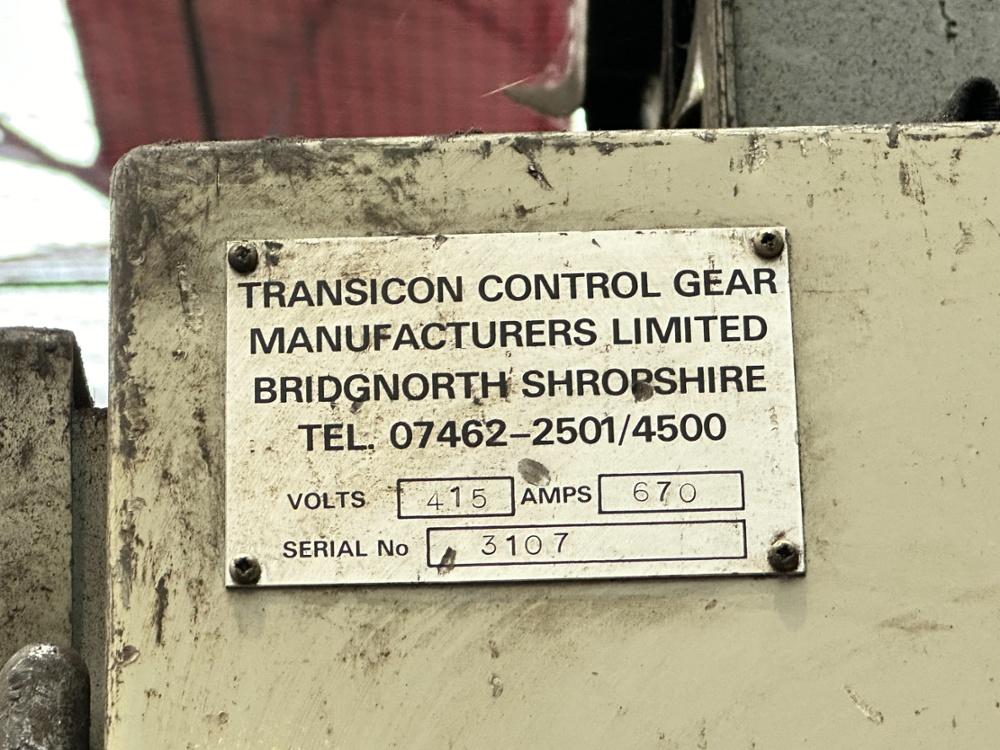 TRANSICON CONTROL GEAR
MANUFACTURERS LIMITED
BRIDGNORTH SHROPSHIRE
TEL. 07462–2501/4500
VOLTS 415 AMPS 670
SERIAL No 3107